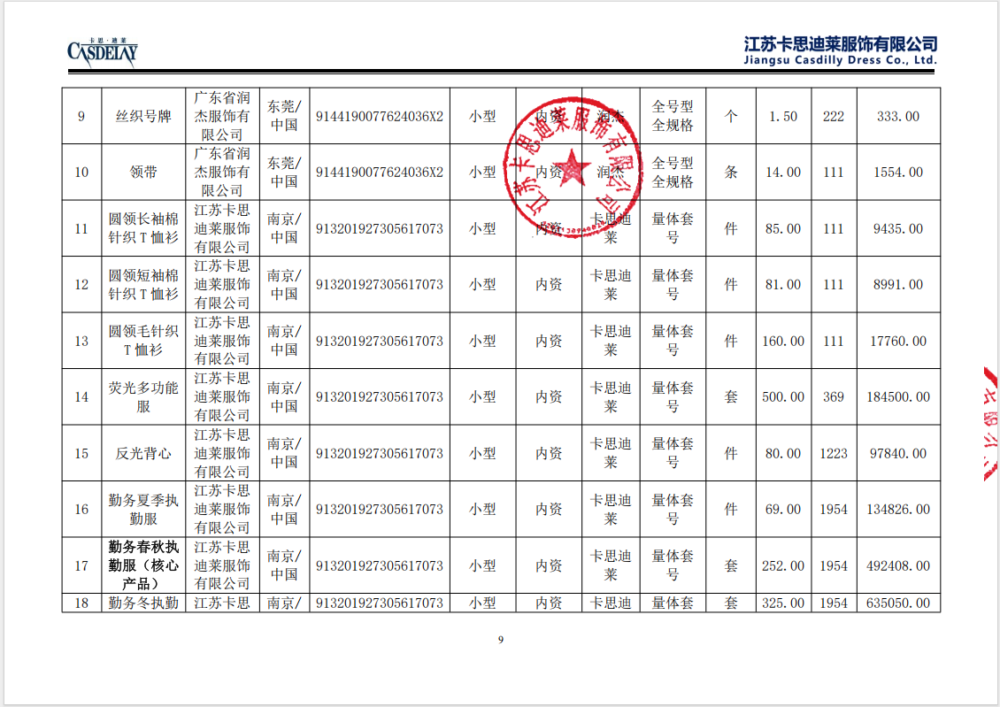 卡思·迪莱
CASDELAY
江苏卡思迪莱服饰有限公司
Jiangsu Casdilly Dress Co., Ltd.
9 丝织号牌 广东省润杰服饰有限公司 东莞/中国 9144190077624036X2 小型 内资 润杰 全号型全规格 个 1.50 222 333.00
10 领带 广东省润杰服饰有限公司 东莞/中国 9144190077624036X2 小型 内资 润杰 全号型全规格 条 14.00 111 1554.00
11 圆领长袖棉针织T恤衫 江苏卡思迪莱服饰有限公司 南京/中国 913201927305617073 小型 内资 卡思迪莱 量体套号 件 85.00 111 9435.00
12 圆领短袖棉针织T恤衫 江苏卡思迪莱服饰有限公司 南京/中国 913201927305617073 小型 内资 卡思迪莱 量体套号 件 81.00 111 8991.00
13 圆领毛针织T恤衫 江苏卡思迪莱服饰有限公司 南京/中国 913201927305617073 小型 内资 卡思迪莱 量体套号 件 160.00 111 17760.00
14 荧光多功能服 江苏卡思迪莱服饰有限公司 南京/中国 913201927305617073 小型 内资 卡思迪莱 量体套号 套 500.00 369 184500.00
15 反光背心 江苏卡思迪莱服饰有限公司 南京/中国 913201927305617073 小型 内资 卡思迪莱 量体套号 件 80.00 1223 97840.00
16 勤务夏季执勤服 江苏卡思迪莱服饰有限公司 南京/中国 913201927305617073 小型 内资 卡思迪莱 量体套号 件 69.00 1954 134826.00
17 勤务春秋执勤服（核心产品） 江苏卡思迪莱服饰有限公司 南京/中国 913201927305617073 小型 内资 卡思迪莱 量体套号 套 252.00 1954 492408.00
18 勤务冬执勤 江苏卡思 南京/ 913201927305617073 小型 内资 卡思迪 量体套 套 325.00 1954 635050.00
江苏卡思迪莱服饰有限公司
9